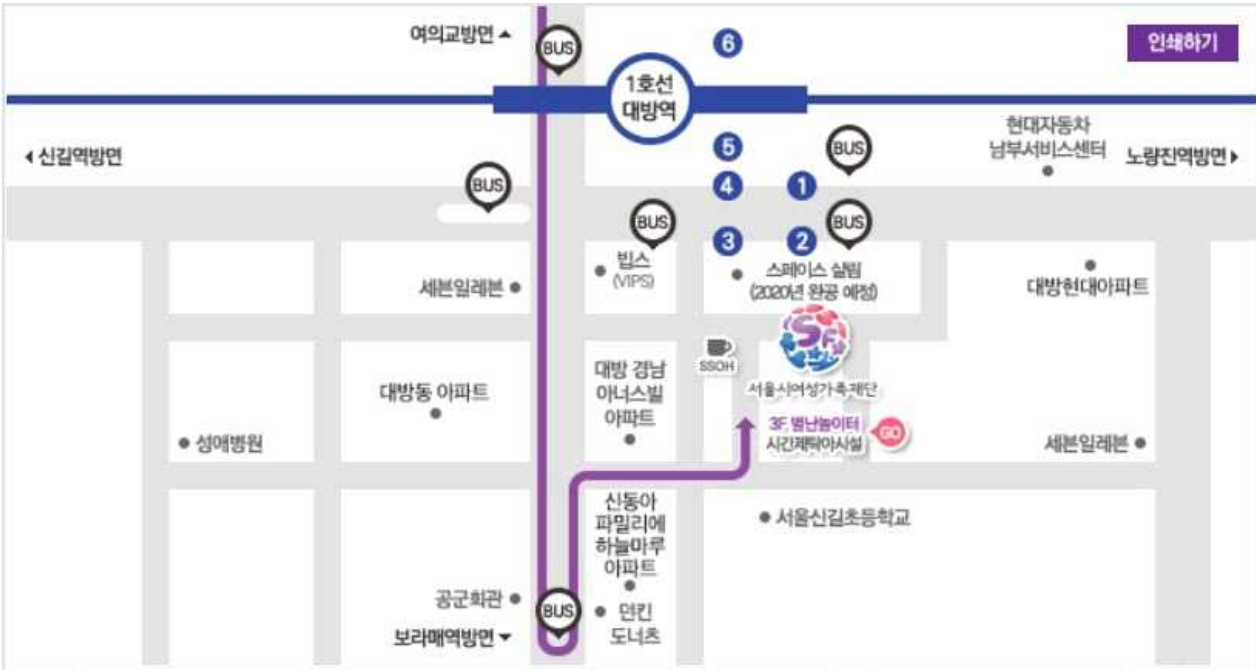 여의교방면 ▲
BUS
6
인쇄하기
1호선
대방역
◀ 신길역방면
5
BUS
현대자동차
남부서비스센터
노량진역방면 ▶
BUS
4
1
BUS
3
2
BUS
빕스
(VIPS)
스페이스 살림
(2020년 완공 예정)
세븐일레븐
대방현대아파트
SF
SSOH
대방 경남
아너스빌
아파트
서울시여성가족재단
대방동 아파트
3F. 별난놀이터
시간제탁아시설
GO
성애병원
세븐일레븐
신동아
파밀리에
하늘마루
아파트
서울신길초등학교
공군회관
BUS
던킨
도너츠
보라매역방면 ▼